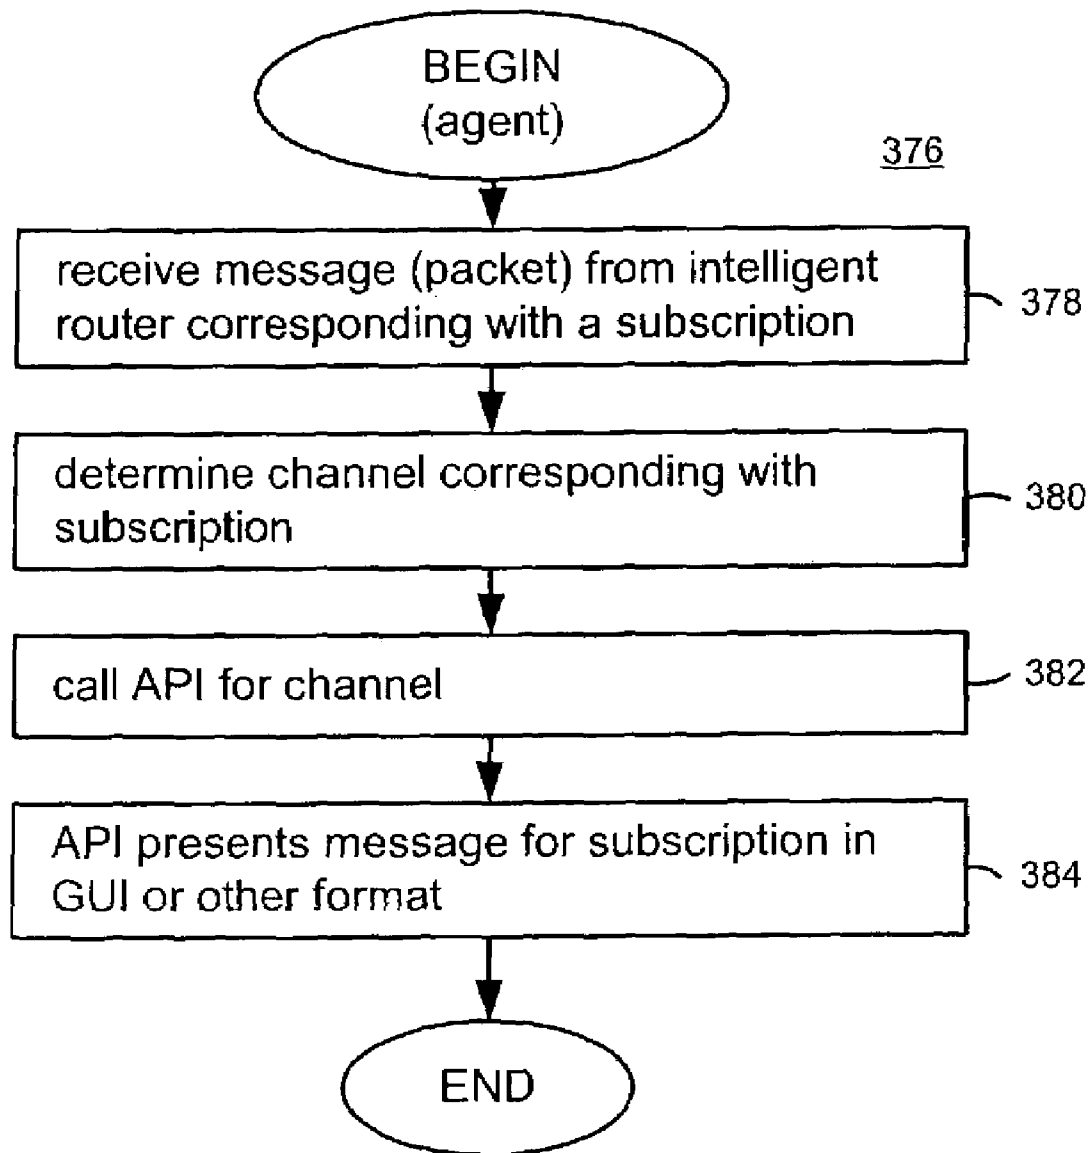 BEGIN
(agent)
376
receive message (packet) from intelligent
router corresponding with a subscription
378
determine channel corresponding with
subscription
380
call API for channel
382
API presents message for subscription in
GUI or other format
384
END